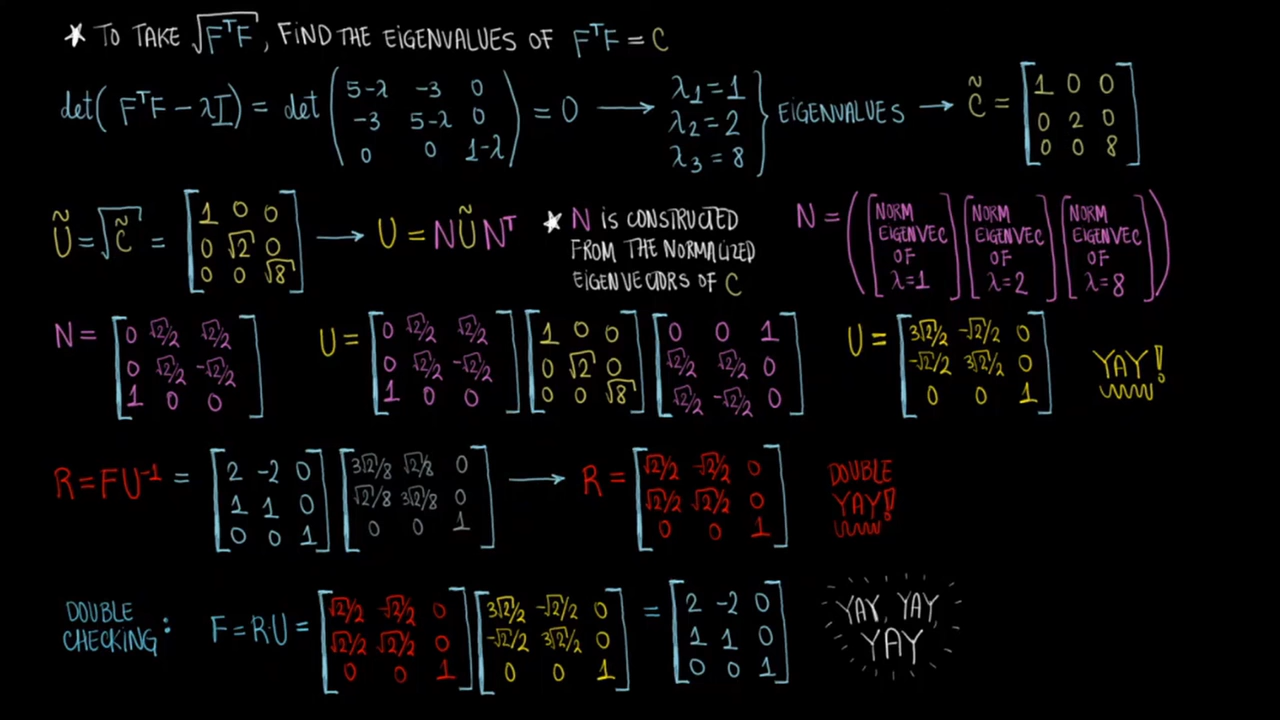 * TO TAKE √FᵀF, FIND THE EIGENVALUES OF FᵀF = C
det(FᵀF − λI) = det ( 5-λ -3 0 ; -3 5-λ 0 ; 0 0 1-λ ) = 0 → λ₁=1 λ₂=2 λ₃=8 } EIGENVALUES → C̃ = [ 1 0 0 ; 0 2 0 ; 0 0 8 ]
Ũ = √C̃ = [ 1 0 0 ; 0 √2 0 ; 0 0 √8 ] → U = NŨNᵀ
* N IS CONSTRUCTED
FROM THE NORMALIZED
EIGENVECTORS OF C
N = ( [ NORM EIGENVEC OF λ=1 ] [ NORM EIGENVEC OF λ=2 ] [ NORM EIGENVEC OF λ=8 ] )
N = [ 0 √2/2 √2/2 ; 0 √2/2 -√2/2 ; 1 0 0 ]
U = [ 0 √2/2 √2/2 ; 0 √2/2 -√2/2 ; 1 0 0 ] [ 1 0 0 ; 0 √2 0 ; 0 0 √8 ] [ 0 0 1 ; √2/2 √2/2 0 ; √2/2 -√2/2 0 ]
U = [ 3√2/2 -√2/2 0 ; -√2/2 3√2/2 0 ; 0 0 1 ]
YAY!
R = FU⁻¹ = [ 2 -2 0 ; 1 1 0 ; 0 0 1 ] [ 3√2/8 √2/8 0 ; √2/8 3√2/8 0 ; 0 0 1 ] → R = [ √2/2 -√2/2 0 ; √2/2 √2/2 0 ; 0 0 1 ]
DOUBLE
YAY!
DOUBLE
CHECKING:
F = R·U = [ √2/2 -√2/2 0 ; √2/2 √2/2 0 ; 0 0 1 ] [ 3√2/2 -√2/2 0 ; -√2/2 3√2/2 0 ; 0 0 1 ] = [ 2 -2 0 ; 1 1 0 ; 0 0 1 ]
YAY, YAY,
YAY